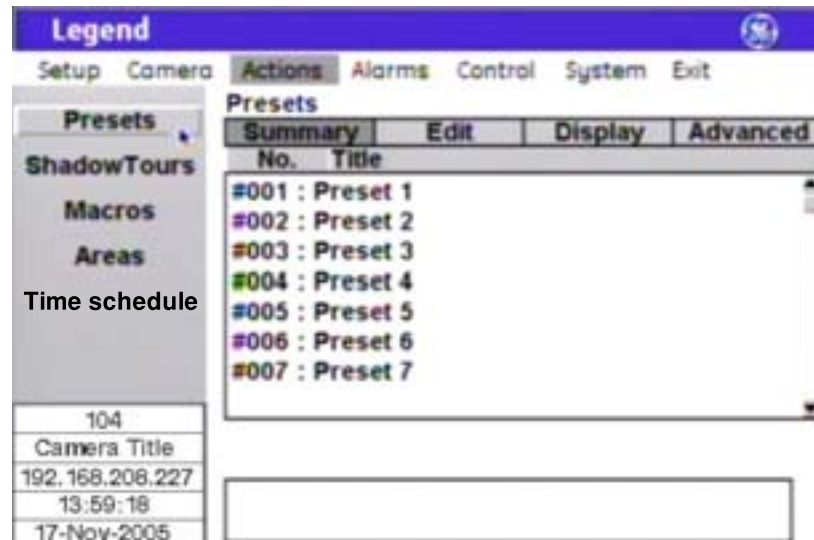 Legend
GE
Setup Camera Actions Alarms Control System Exit
Presets
ShadowTours
Macros
Areas
Time schedule
104
Camera Title
192.168.208.227
13:59:18
17-Nov-2005
Presets
Summary Edit Display Advanced
No. Title
#001 : Preset 1
#002 : Preset 2
#003 : Preset 3
#004 : Preset 4
#005 : Preset 5
#006 : Preset 6
#007 : Preset 7